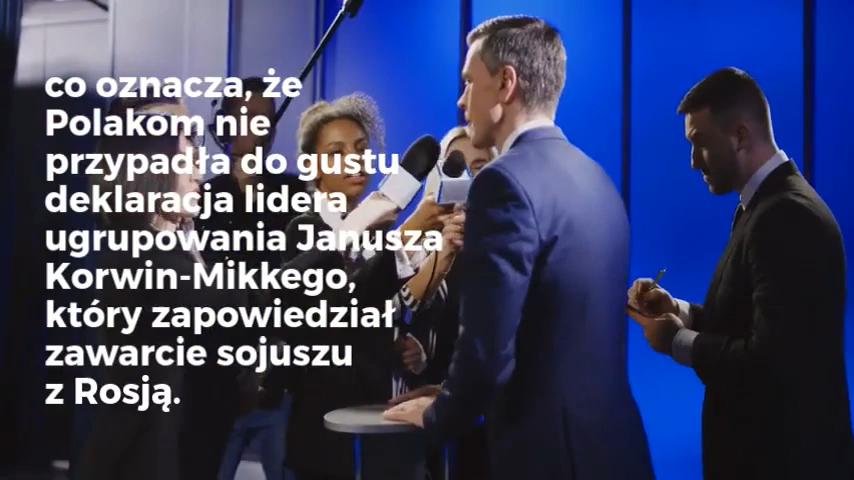 co oznacza, że
Polakom nie
przypadła do gustu
deklaracja lidera
ugrupowania Janusza
Korwin-Mikkego,
który zapowiedział
zawarcie sojuszu
z Rosją.